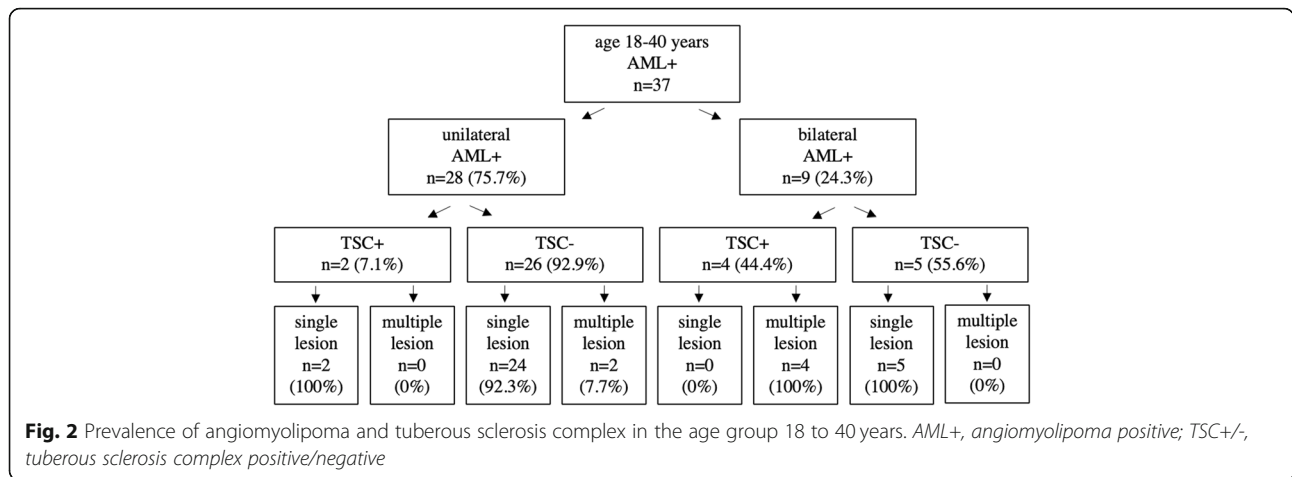 age 18-40 years
AML+
n=37
unilateral
AML+
n=28 (75.7%)
bilateral
AML+
n=9 (24.3%)
TSC+
n=2 (7.1%)
TSC-
n=26 (92.9%)
TSC+
n=4 (44.4%)
TSC-
n=5 (55.6%)
single
lesion
n=2
(100%)
multiple
lesion
n=0
(0%)
single
lesion
n=24
(92.3%)
multiple
lesion
n=2
(7.7%)
single
lesion
n=0
(0%)
multiple
lesion
n=4
(100%)
single
lesion
n=5
(100%)
multiple
lesion
n=0
(0%)
Fig. 2 Prevalence of angiomyolipoma and tuberous sclerosis complex in the age group 18 to 40 years. AML+, angiomyolipoma positive; TSC+/-,
tuberous sclerosis complex positive/negative